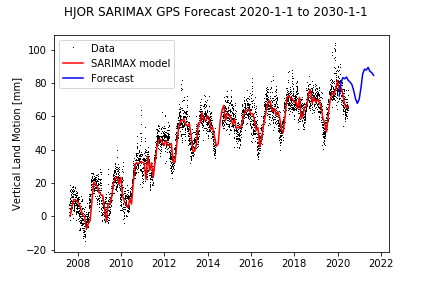 HJOR SARIMAX GPS Forecast 2020-1-1 to 2030-1-1
Data
SARIMAX model
Forecast
Vertical Land Motion [mm]
100
80
60
40
20
0
−20
2008 2010 2012 2014 2016 2018 2020 2022